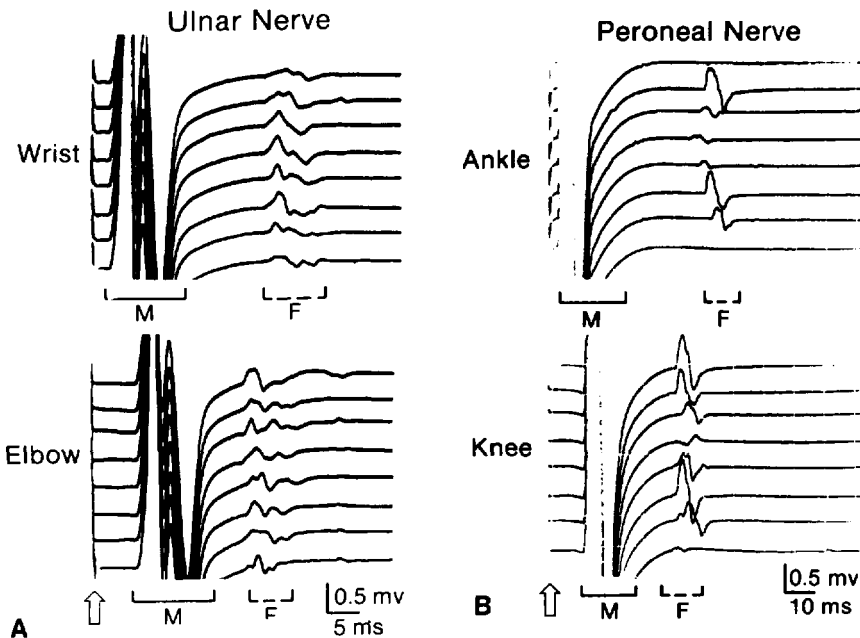 Ulnar Nerve
Wrist
M
F
Elbow
M
F
0.5 mv
5 ms
A
Peroneal Nerve
Ankle
M
F
Knee
M
F
0.5 mv
10 ms
B